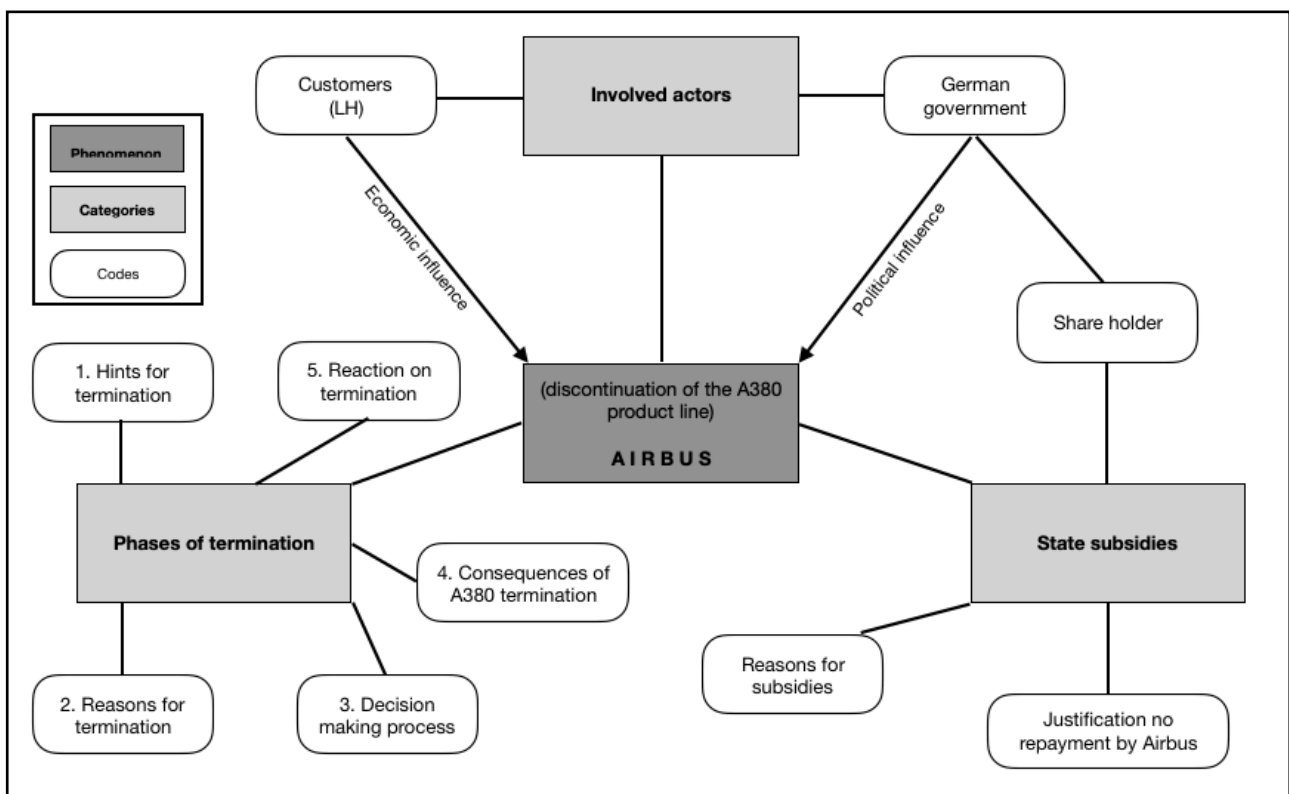 Customers
(LH)
Involved actors
German
government
Phenomenon
Categories
Codes
Economic influence
Political influence
Share holder
1. Hints for
termination
5. Reaction on
termination
(discontinuation of the A380
product line)
A I R B U S
Phases of termination
4. Consequences of
A380 termination
State subsidies
2. Reasons for
termination
3. Decision
making process
Reasons for
subsidies
Justification no
repayment by Airbus